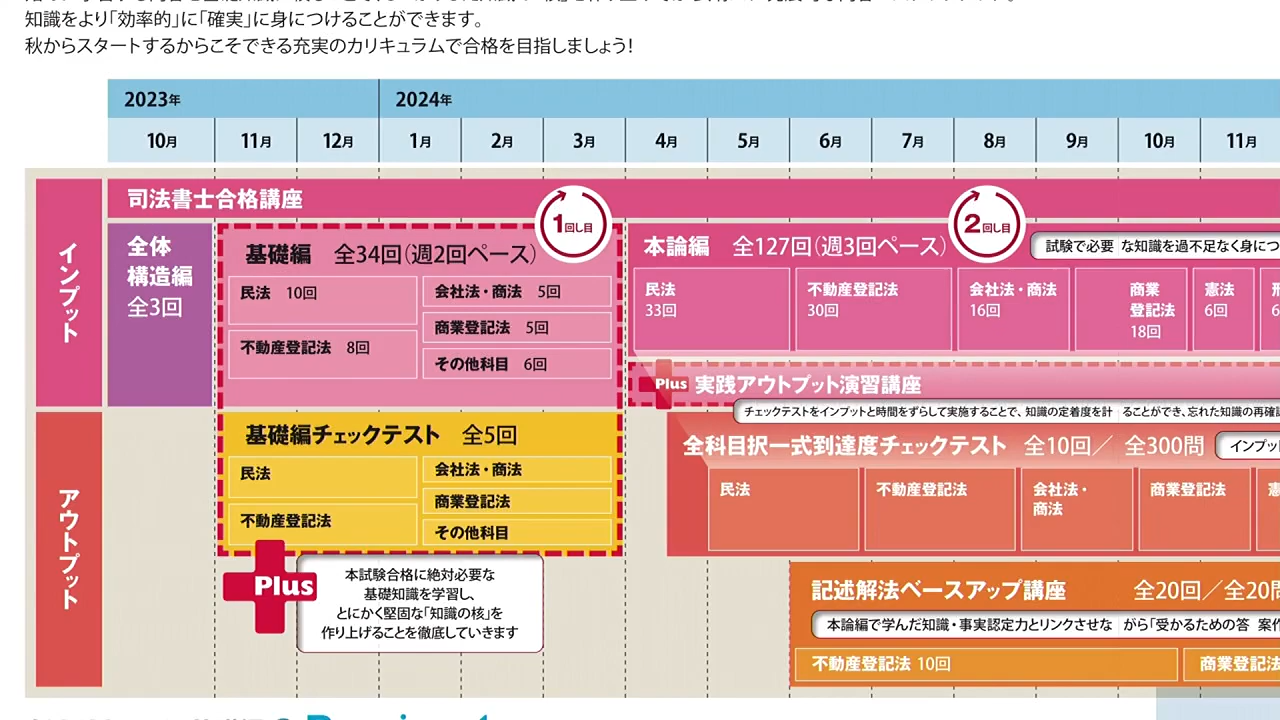 知識をより「効率的」に「確実」に身につけることができます。
秋からスタートするからこそできる充実のカリキュラムで合格を目指しましょう!
2023年
2024年
10月
11月
12月
1月
2月
3月
4月
5月
6月
7月
8月
9月
10月
11月
インプット
司法書士合格講座
全体
構造編
全3回
1回し目
基礎編 全34回(週2回ペース)
民法 10回
不動産登記法 8回
会社法・商法 5回
商業登記法 5回
その他科目 6回
2回し目
本論編 全127回(週3回ペース)
試験で必要 な知識を過不足なく身につ
民法
33回
不動産登記法
30回
会社法・商法
16回
商業
登記法
18回
憲法
6回
Plus 実践アウトプット演習講座
チェックテストをインプットと時間をずらして実施することで、知識の定着度を計 ることができ、忘れた知識の再確認
アウトプット
基礎編チェックテスト 全5回
民法
不動産登記法
会社法・商法
商業登記法
その他科目
全科目択一式到達度チェックテスト 全10回/ 全300問
インプッ
民法
不動産登記法
会社法・
商法
商業登記法
Plus
本試験合格に絶対必要な
基礎知識を学習し、
とにかく堅固な「知識の核」を
作り上げることを徹底していきます
記述解法ベースアップ講座 全20回/全20問
本論編で学んだ知識・事実認定力とリンクさせな がら「受かるための答 案作
不動産登記法 10回
商業登記法